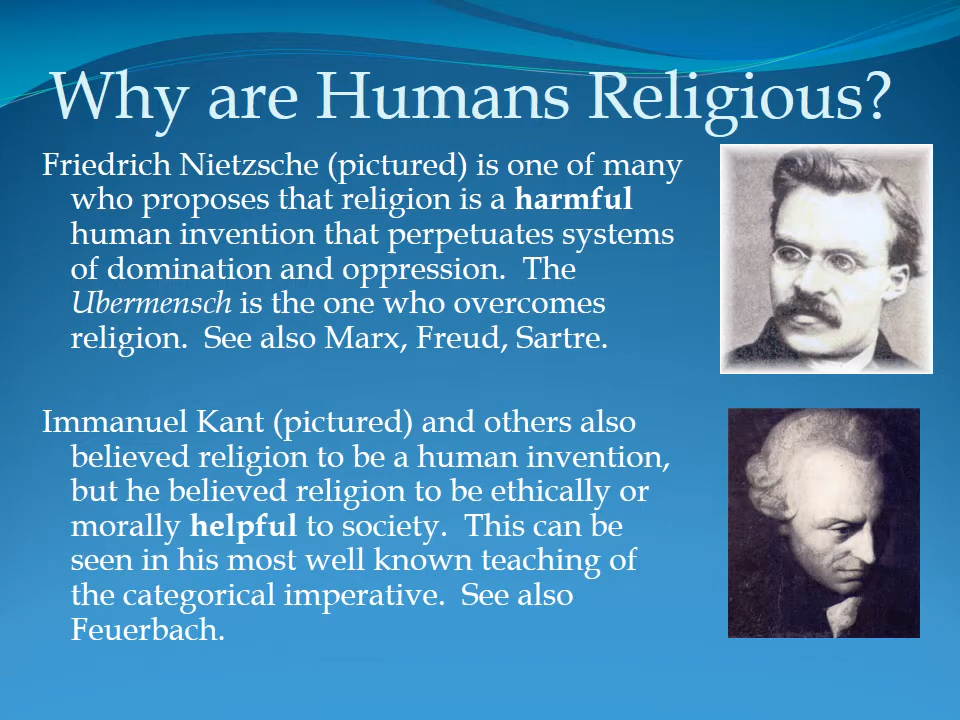 Why are Humans Religious?
Friedrich Nietzsche (pictured) is one of many
who proposes that religion is a harmful
human invention that perpetuates systems
of domination and oppression.  The
Ubermensch is the one who overcomes
religion.  See also Marx, Freud, Sartre.
Immanuel Kant (pictured) and others also
believed religion to be a human invention,
but he believed religion to be ethically or
morally helpful to society.  This can be
seen in his most well known teaching of
the categorical imperative.  See also
Feuerbach.